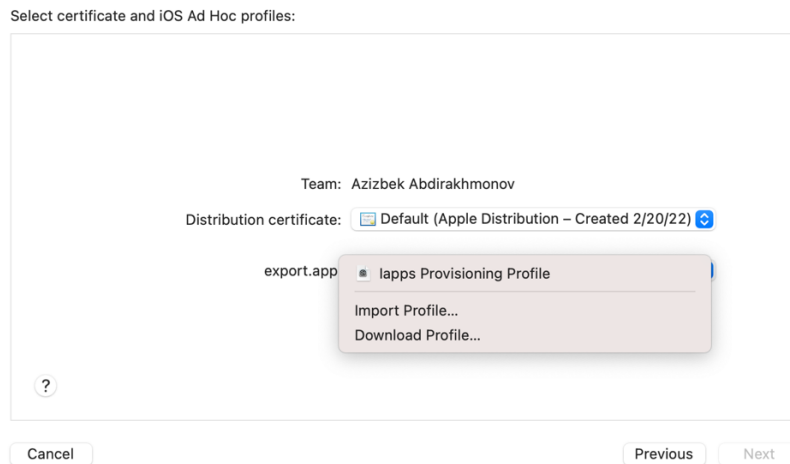 Select certificate and iOS Ad Hoc profiles:
Team: Azizbek Abdirakhmonov
Distribution certificate: Default (Apple Distribution – Created 2/20/22)
export.app Iapps Provisioning Profile
Import Profile...
Download Profile...
?
Cancel Previous Next